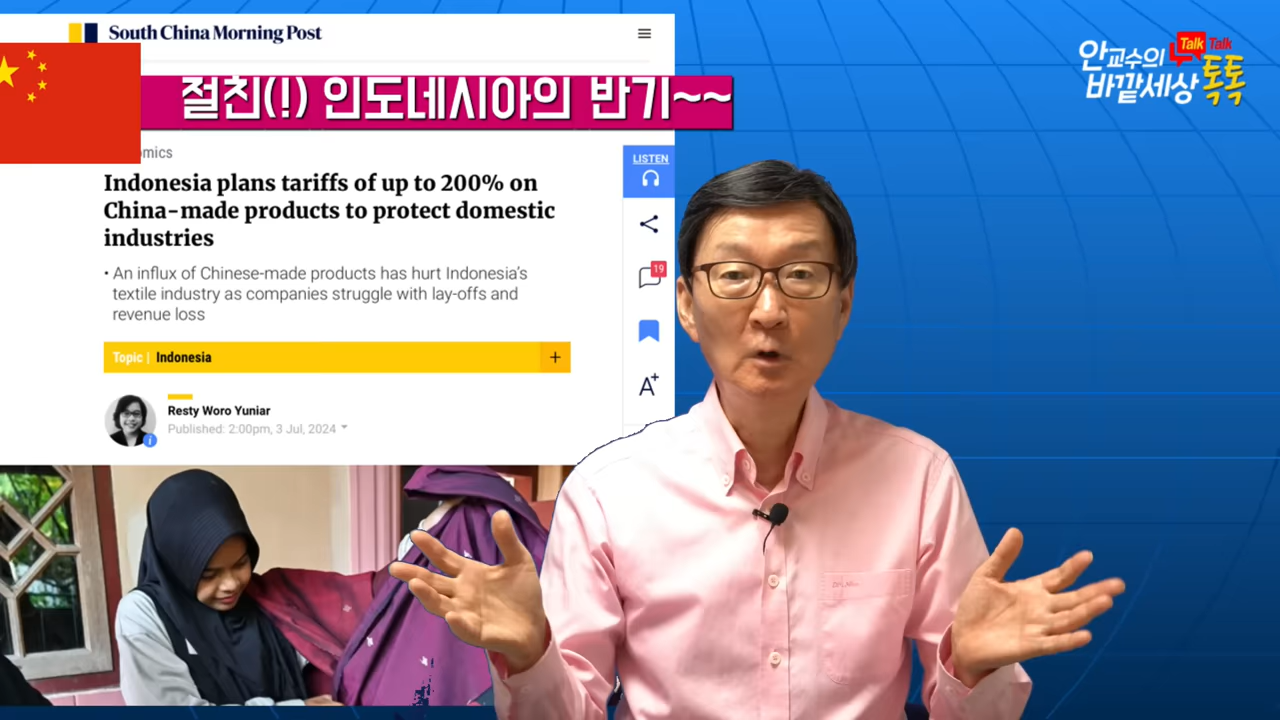 South China Morning Post
절친(!) 인도네시아의 반기~~
안교수의
Talk Talk
바깥세상 톡톡
omics
LISTEN
Indonesia plans tariffs of up to 200% on
China-made products to protect domestic
industries
• An influx of Chinese-made products has hurt Indonesia's
textile industry as companies struggle with lay-offs and
revenue loss
19
Topic | Indonesia +
A+
Resty Woro Yuniar
Published: 2:00pm, 3 Jul, 2024